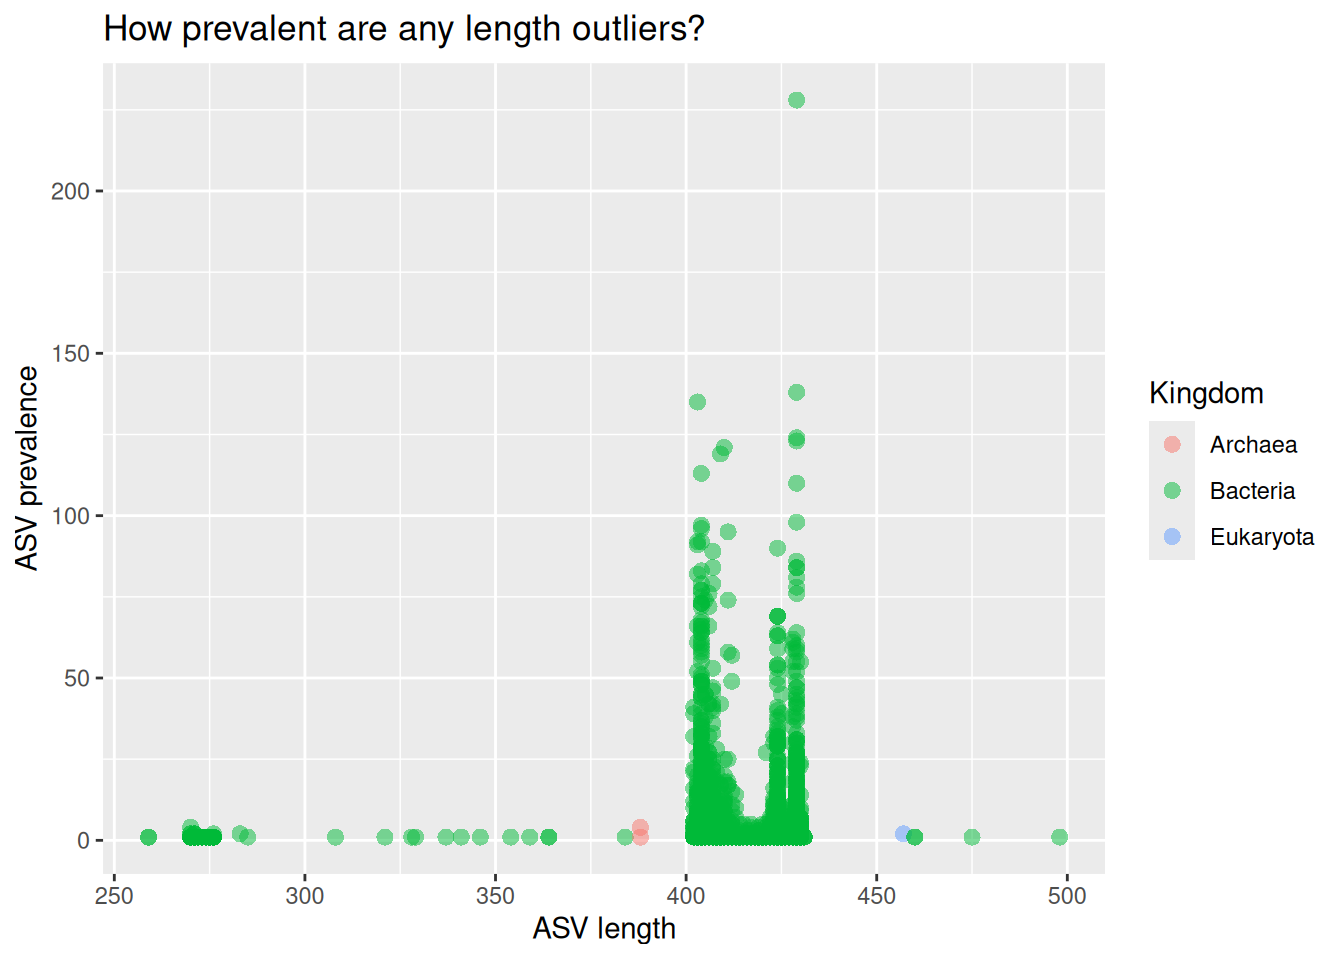 How prevalent are any length outliers?
ASV prevalence
200
150
100
50
0
250 300 350 400 450 500
ASV length
Kingdom
Archaea
Bacteria
Eukaryota